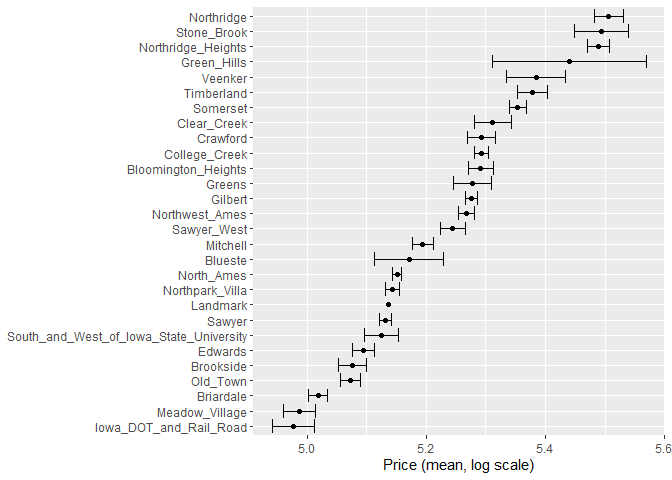 Northridge
Stone_Brook
Northridge_Heights
Green_Hills
Veenker
Timberland
Somerset
Clear_Creek
Crawford
College_Creek
Bloomington_Heights
Greens
Gilbert
Northwest_Ames
Sawyer_West
Mitchell
Blueste
North_Ames
Northpark_Villa
Landmark
Sawyer
South_and_West_of_Iowa_State_University
Edwards
Brookside
Old_Town
Briardale
Meadow_Village
Iowa_DOT_and_Rail_Road
5.0 5.2 5.4 5.6
Price (mean, log scale)